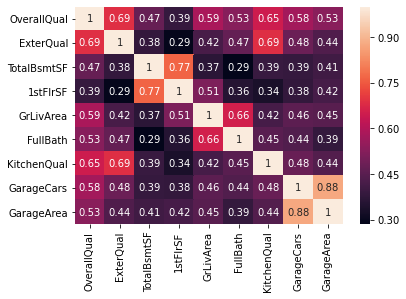 OverallQual 1 0.69 0.47 0.39 0.59 0.53 0.65 0.58 0.53
ExterQual 0.69 1 0.38 0.29 0.42 0.47 0.69 0.48 0.44
TotalBsmtSF 0.47 0.38 1 0.77 0.37 0.29 0.39 0.39 0.41
1stFlrSF 0.39 0.29 0.77 1 0.51 0.36 0.34 0.38 0.42
GrLivArea 0.59 0.42 0.37 0.51 1 0.66 0.42 0.46 0.45
FullBath 0.53 0.47 0.29 0.36 0.66 1 0.45 0.44 0.39
KitchenQual 0.65 0.69 0.39 0.34 0.42 0.45 1 0.48 0.44
GarageCars 0.58 0.48 0.39 0.38 0.46 0.44 0.48 1 0.88
GarageArea 0.53 0.44 0.41 0.42 0.45 0.39 0.44 0.88 1
OverallQual ExterQual TotalBsmtSF 1stFlrSF GrLivArea FullBath KitchenQual GarageCars GarageArea
0.90
0.75
0.60
0.45
0.30